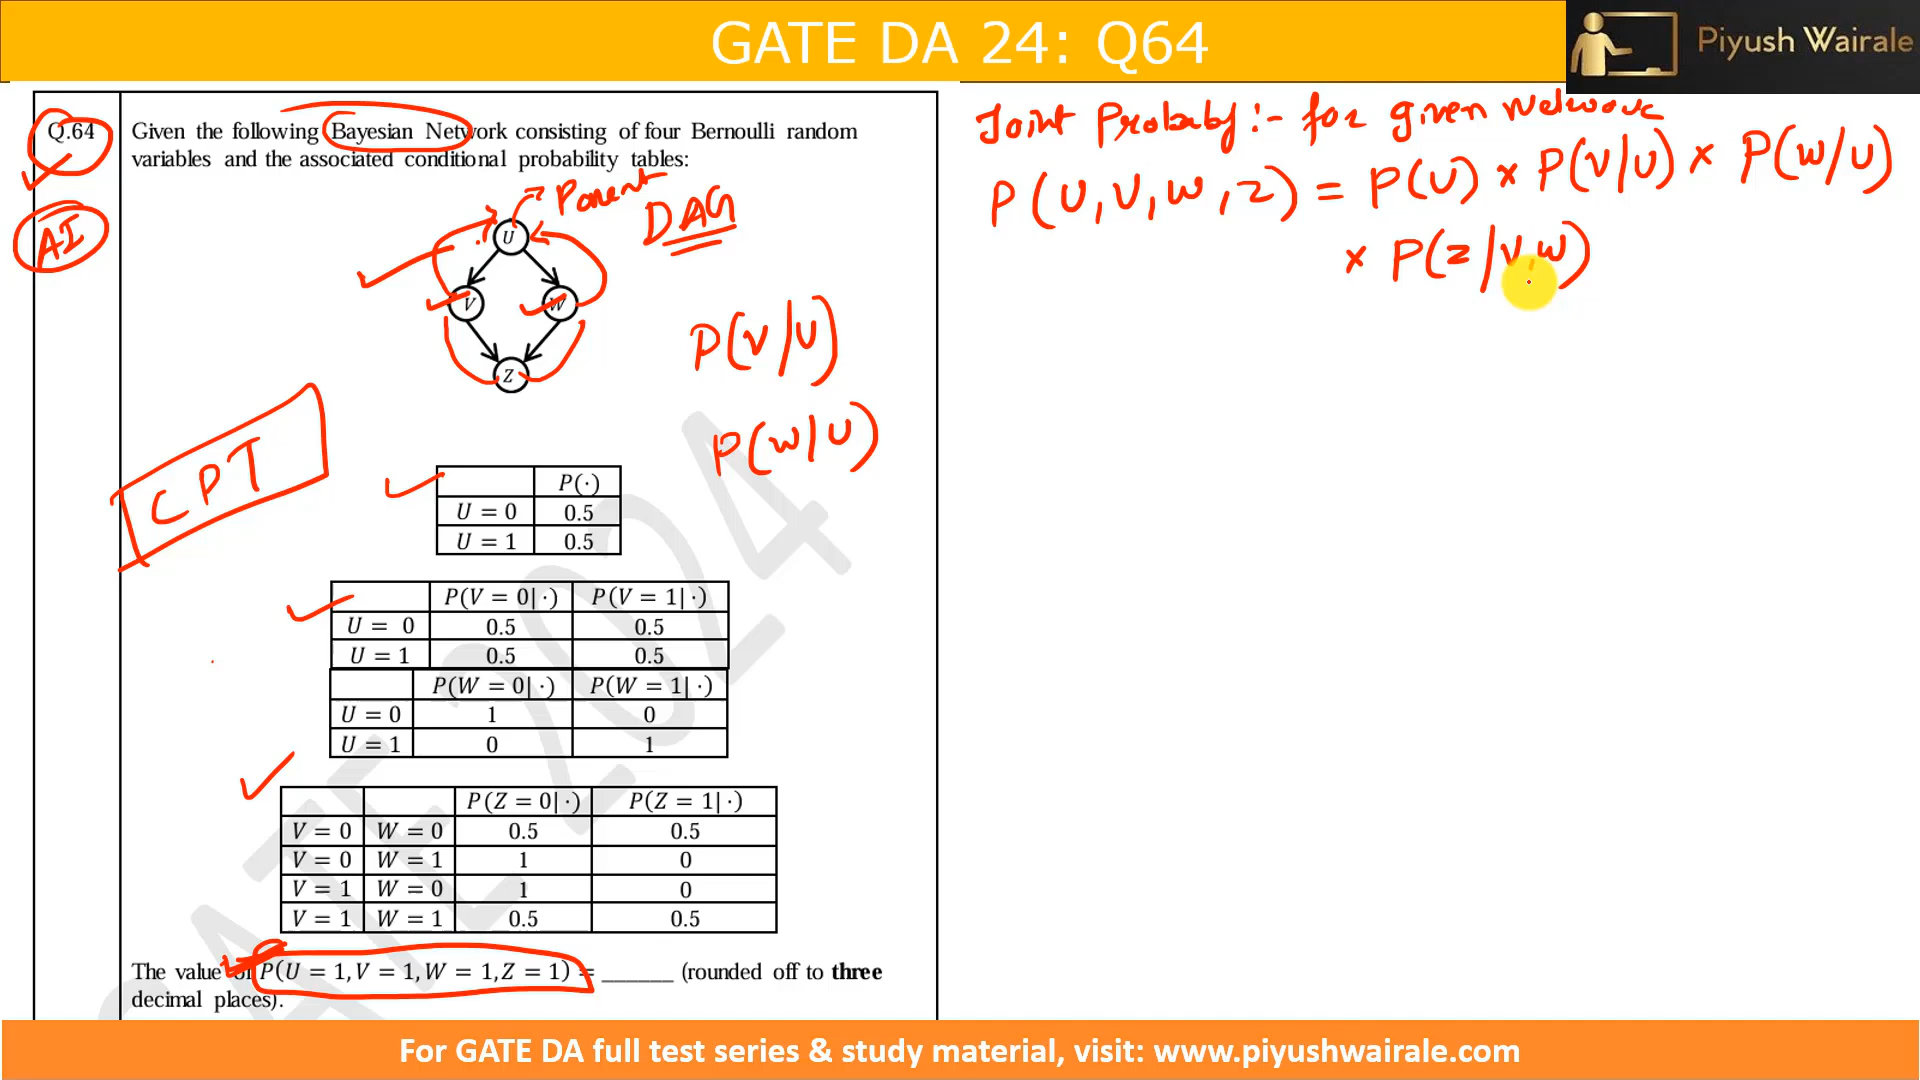 GATE DA 24: Q64
Piyush Wairale
Q.64
AI
Given the following Bayesian Network consisting of four Bernoulli random
variables and the associated conditional probability tables:
Parent
DAG
U
V
W
Z
P(V/U)
P(W/U)
CPT
P(·)
U = 0 0.5
U = 1 0.5
P(V = 0| ·) P(V = 1| ·)
U = 0 0.5 0.5
U = 1 0.5 0.5
P(W = 0| ·) P(W = 1| ·)
U = 0 1 0
U = 1 0 1
P(Z = 0| ·) P(Z = 1| ·)
V = 0 W = 0 0.5 0.5
V = 0 W = 1 1 0
V = 1 W = 0 1 0
V = 1 W = 1 0.5 0.5
The value of P(U = 1, V = 1, W = 1, Z = 1) = ______ (rounded off to three
decimal places).
GATE 2024
Joint Probab:- for given network
P(U,V,W,Z) = P(U) × P(V/U) × P(W/U)
× P(Z/V,W)
For GATE DA full test series & study material, visit: www.piyushwairale.com